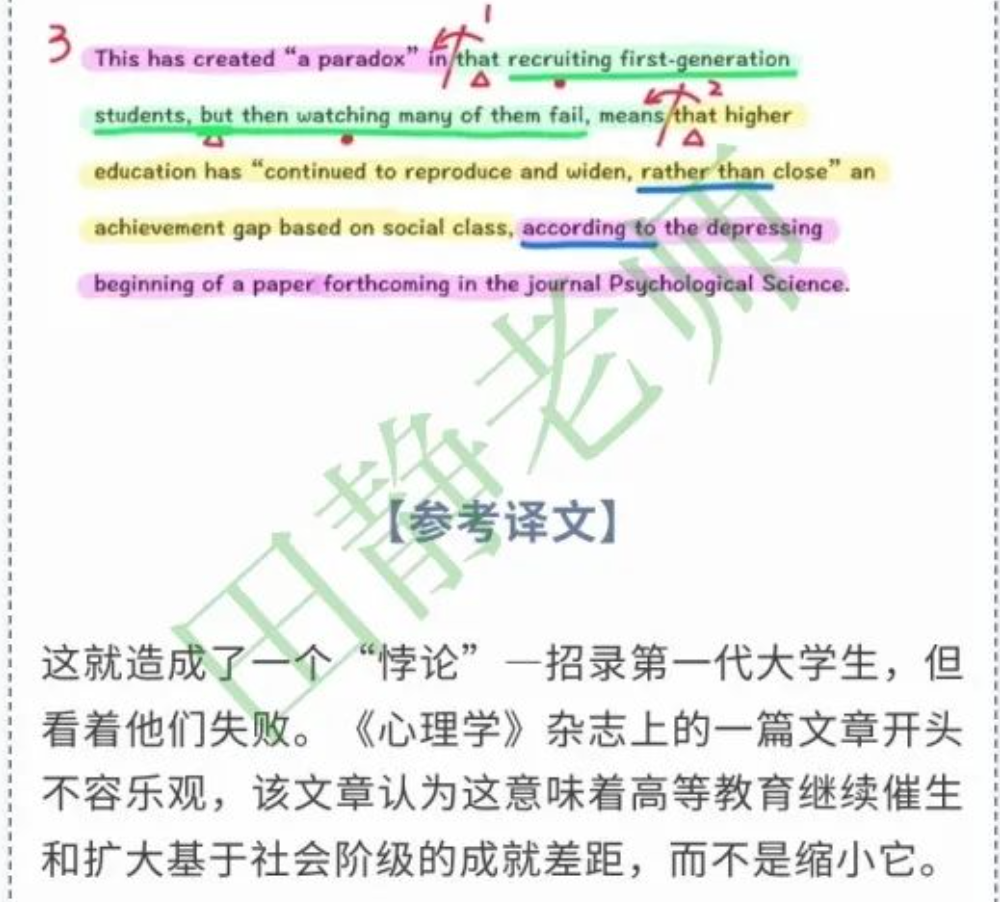 3 This has created “a paradox” in that recruiting first-generation 1
students, but then watching many of them fail, means that higher 2
education has “continued to reproduce and widen, rather than close” an
achievement gap based on social class, according to the depressing
beginning of a paper forthcoming in the journal Psychological Science.
田静老师
【参考译文】
这就造成了一个“悖论”—招录第一代大学生，但
看着他们失败。《心理学》杂志上的一篇文章开头
不容乐观，该文章认为这意味着高等教育继续催生
和扩大基于社会阶级的成就差距，而不是缩小它。